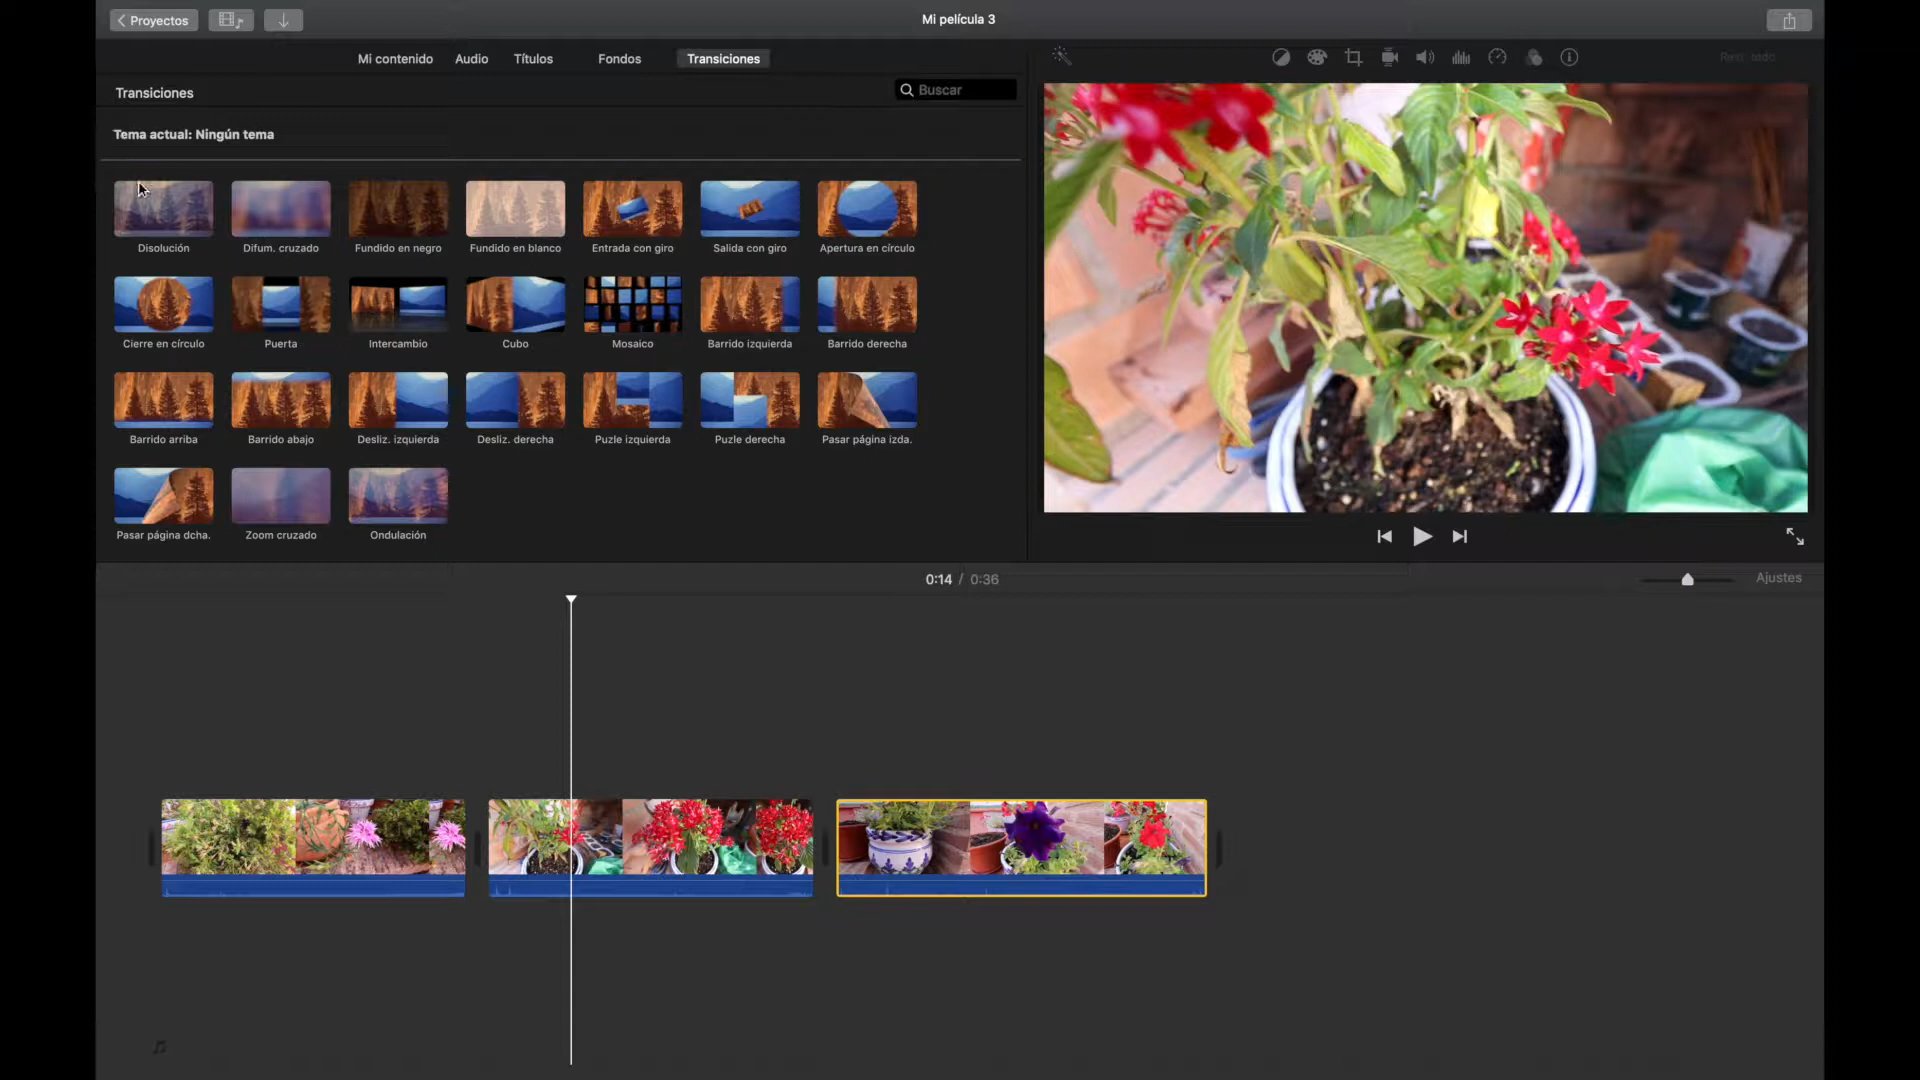 Proyectos
Mi película 3
Mi contenido Audio Títulos Fondos Transiciones
Transiciones
Buscar
Rest. todo
Tema actual: Ningún tema
Disolución Difum. cruzado Fundido en negro Fundido en blanco Entrada con giro Salida con giro Apertura en círculo
Cierre en círculo Puerta Intercambio Cubo Mosaico Barrido izquierda Barrido derecha
Barrido arriba Barrido abajo Desliz. izquierda Desliz. derecha Puzle izquierda Puzle derecha Pasar página izda.
Pasar página dcha. Zoom cruzado Ondulación
0:14 / 0:36
Ajustes